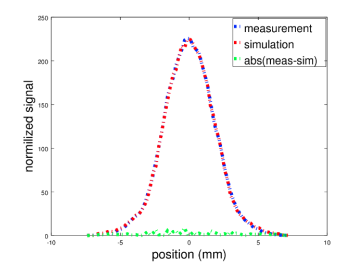 250
200
150
100
50
0
normilized signal
measurement
simulation
abs(meas-sim)
-10 -5 0 5 10
position (mm)